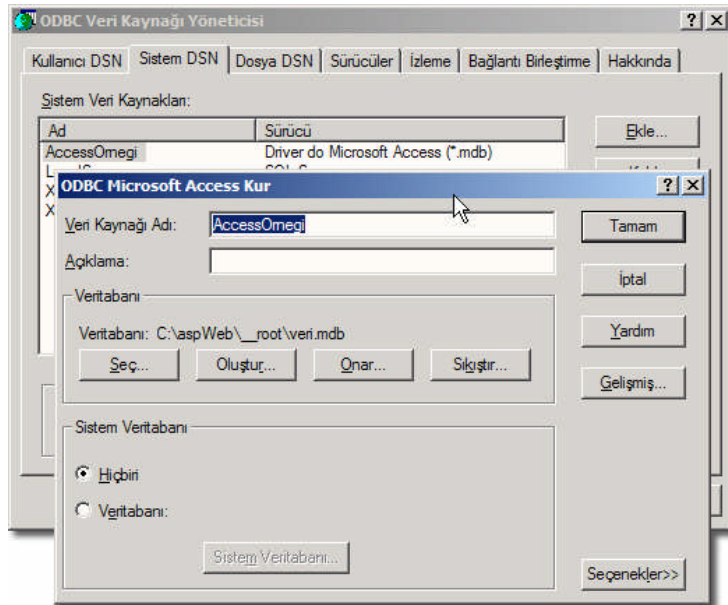 ODBC Veri Kaynağı Yöneticisi
Kullanıcı DSN Sistem DSN Dosya DSN Sürücüler İzleme Bağlantı Birleştirme Hakkında
Sistem Veri Kaynakları:
Ad Sürücü
AccessOrnegi Driver do Microsoft Access (*.mdb)
Ekle...
ODBC Microsoft Access Kur
Veri Kaynağı Adı: AccessOrnegi
Tamam
Açıklama:
İptal
Veritabanı
Veritabanı: C:\aspWeb\__root\veri.mdb
Yardım
Seç... Oluştur... Onar... Sıkıştır...
Gelişmiş...
Sistem Veritabanı
Hiçbiri
Veritabanı:
Sistem Veritabanı...
Seçenekler>>